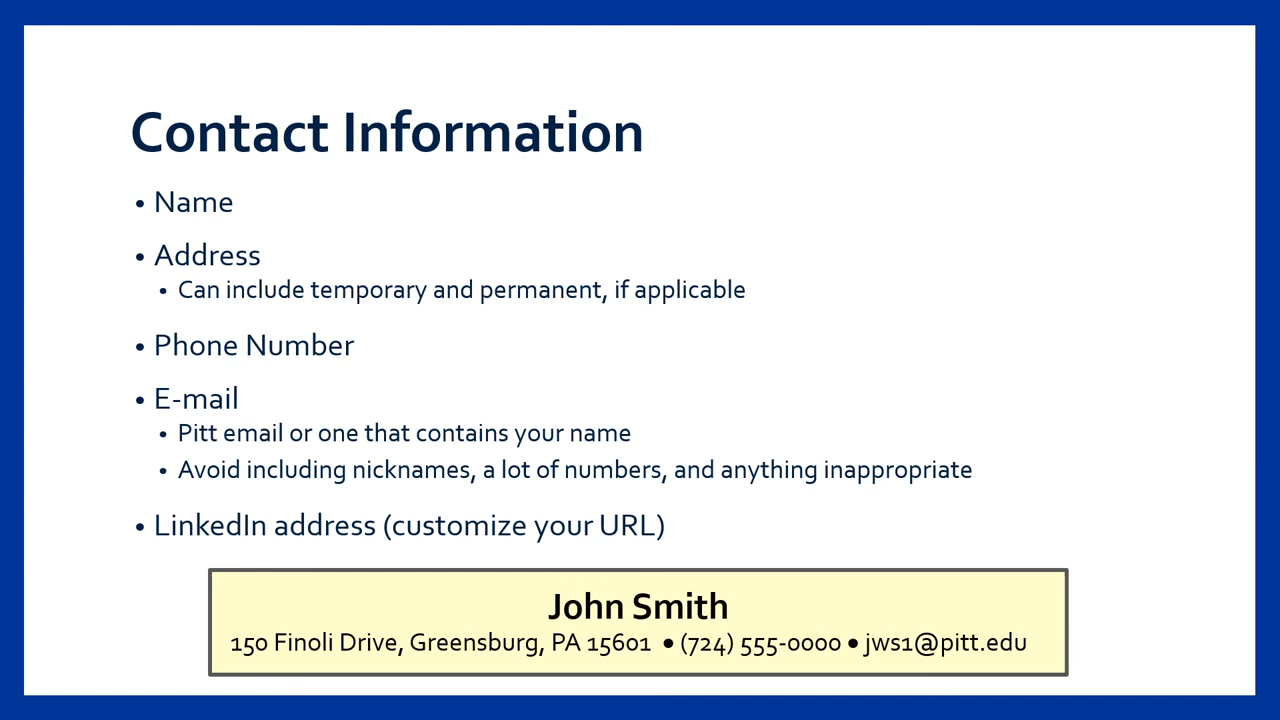 Contact Information
• Name
• Address
• Can include temporary and permanent, if applicable
• Phone Number
• E-mail
• Pitt email or one that contains your name
• Avoid including nicknames, a lot of numbers, and anything inappropriate
• LinkedIn address (customize your URL)
John Smith
150 Finoli Drive, Greensburg, PA 15601 ● (724) 555-0000 ● jws1@pitt.edu